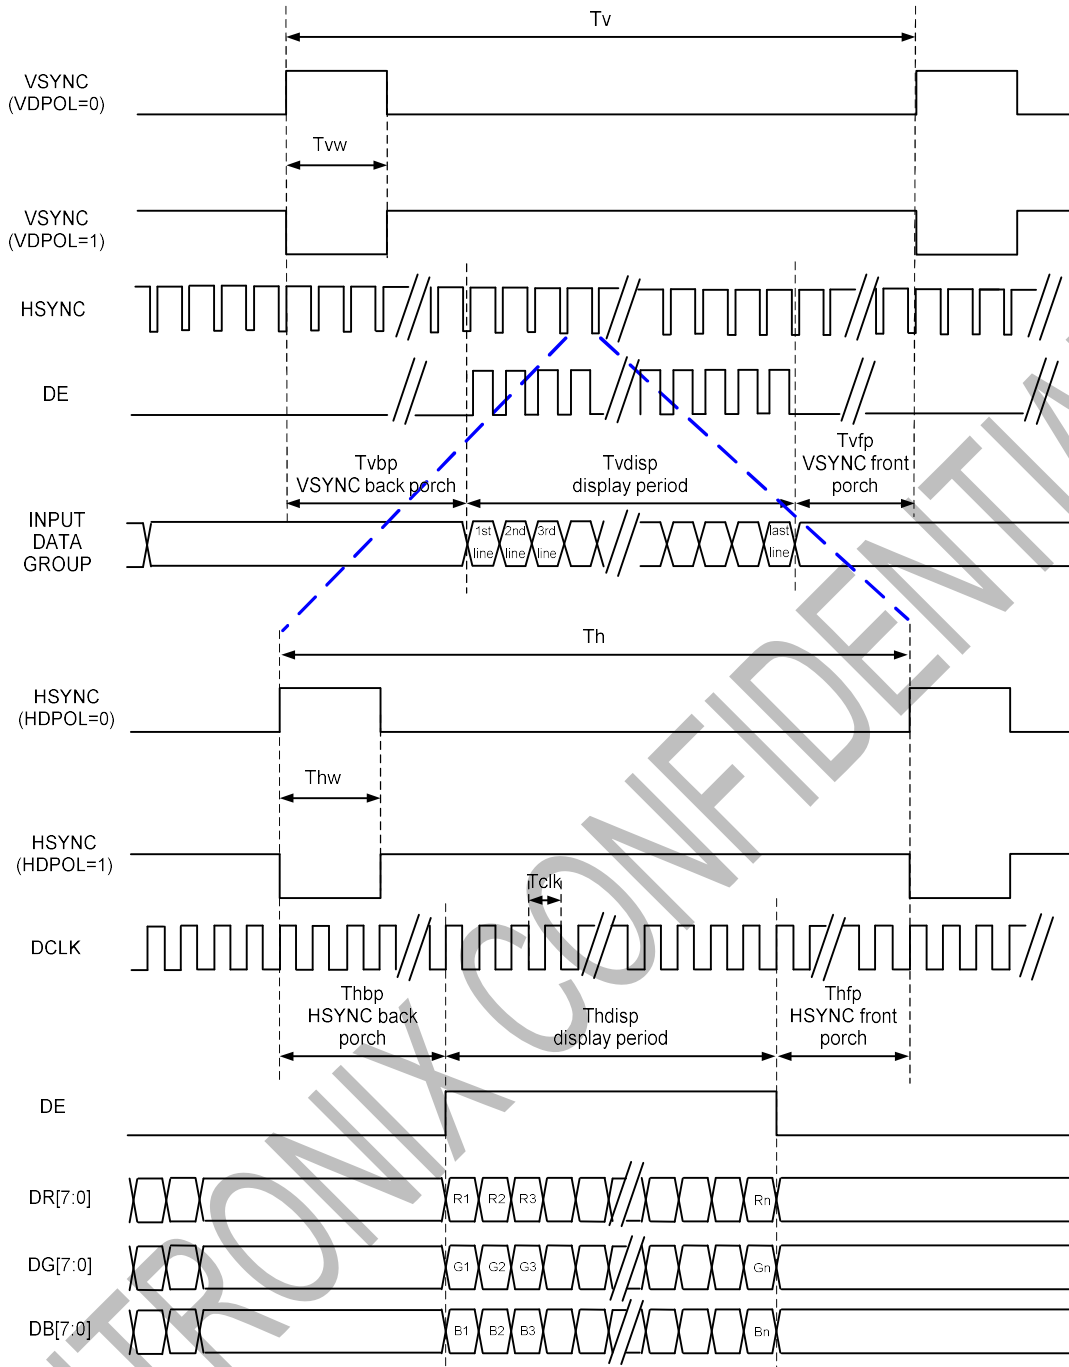 Tv
VSYNC
(VDPOL=0)
Tvw
VSYNC
(VDPOL=1)
HSYNC
DE
Tvbp
VSYNC back porch
Tvdisp
display period
Tvfp
VSYNC front
porch
INPUT
DATA
GROUP
1st
line
2nd
line
3rd
line
last
line
Th
HSYNC
(HDPOL=0)
Thw
HSYNC
(HDPOL=1)
Tclk
DCLK
Thbp
HSYNC back
porch
Thdisp
display period
Thfp
HSYNC front
porch
DE
DR[7:0]
R1 R2 R3 Rn
DG[7:0]
G1 G2 G3 Gn
DB[7:0]
B1 B2 B3 Bn
CONFIDENTIA